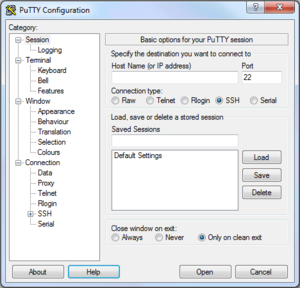 PuTTY Configuration
Category:
Session
Logging
Terminal
Keyboard
Bell
Features
Window
Appearance
Behaviour
Translation
Selection
Colours
Connection
Data
Proxy
Telnet
Rlogin
SSH
Serial
Basic options for your PuTTY session
Specify the destination you want to connect to
Host Name (or IP address) Port
22
Connection type:
Raw Telnet Rlogin SSH Serial
Load, save or delete a stored session
Saved Sessions
Default Settings
Load
Save
Delete
Close window on exit:
Always Never Only on clean exit
About Help Open Cancel